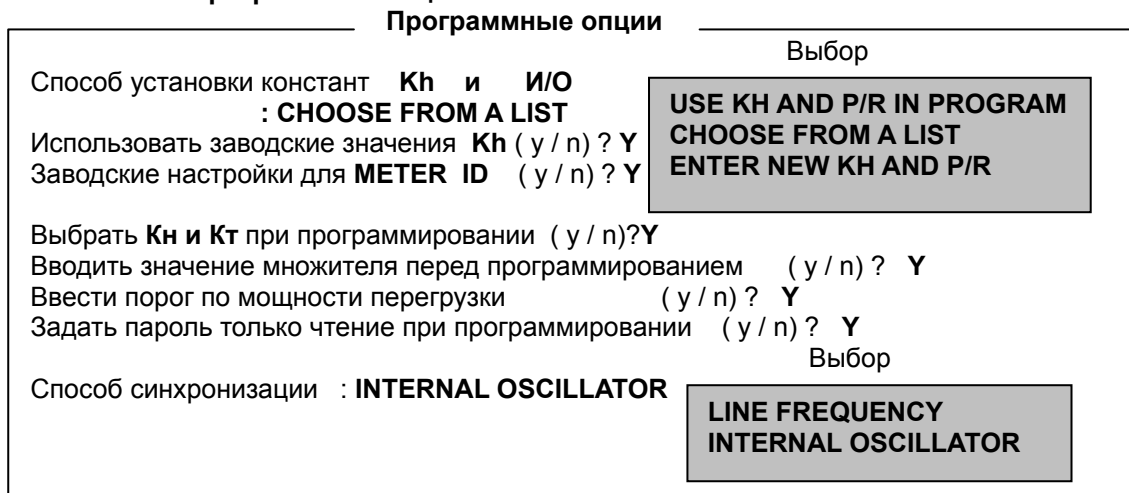 Программные опции
Выбор
Способ установки констант Kh и И/О
: CHOOSE FROM A LIST
Использовать заводские значения Kh ( y / n) ? Y
Заводские настройки для METER ID ( y / n) ? Y
USE KH AND P/R IN PROGRAM
CHOOSE FROM A LIST
ENTER NEW KH AND P/R
Выбрать Кн и Кт при программировании ( y / n)?Y
Вводить значение множителя перед программированием ( y / n) ? Y
Ввести порог по мощности перегрузки ( y / n) ? Y
Задать пароль только чтение при программировании ( y / n) ? Y
Выбор
Способ синхронизации : INTERNAL OSCILLATOR
LINE FREQUENCY
INTERNAL OSCILLATOR